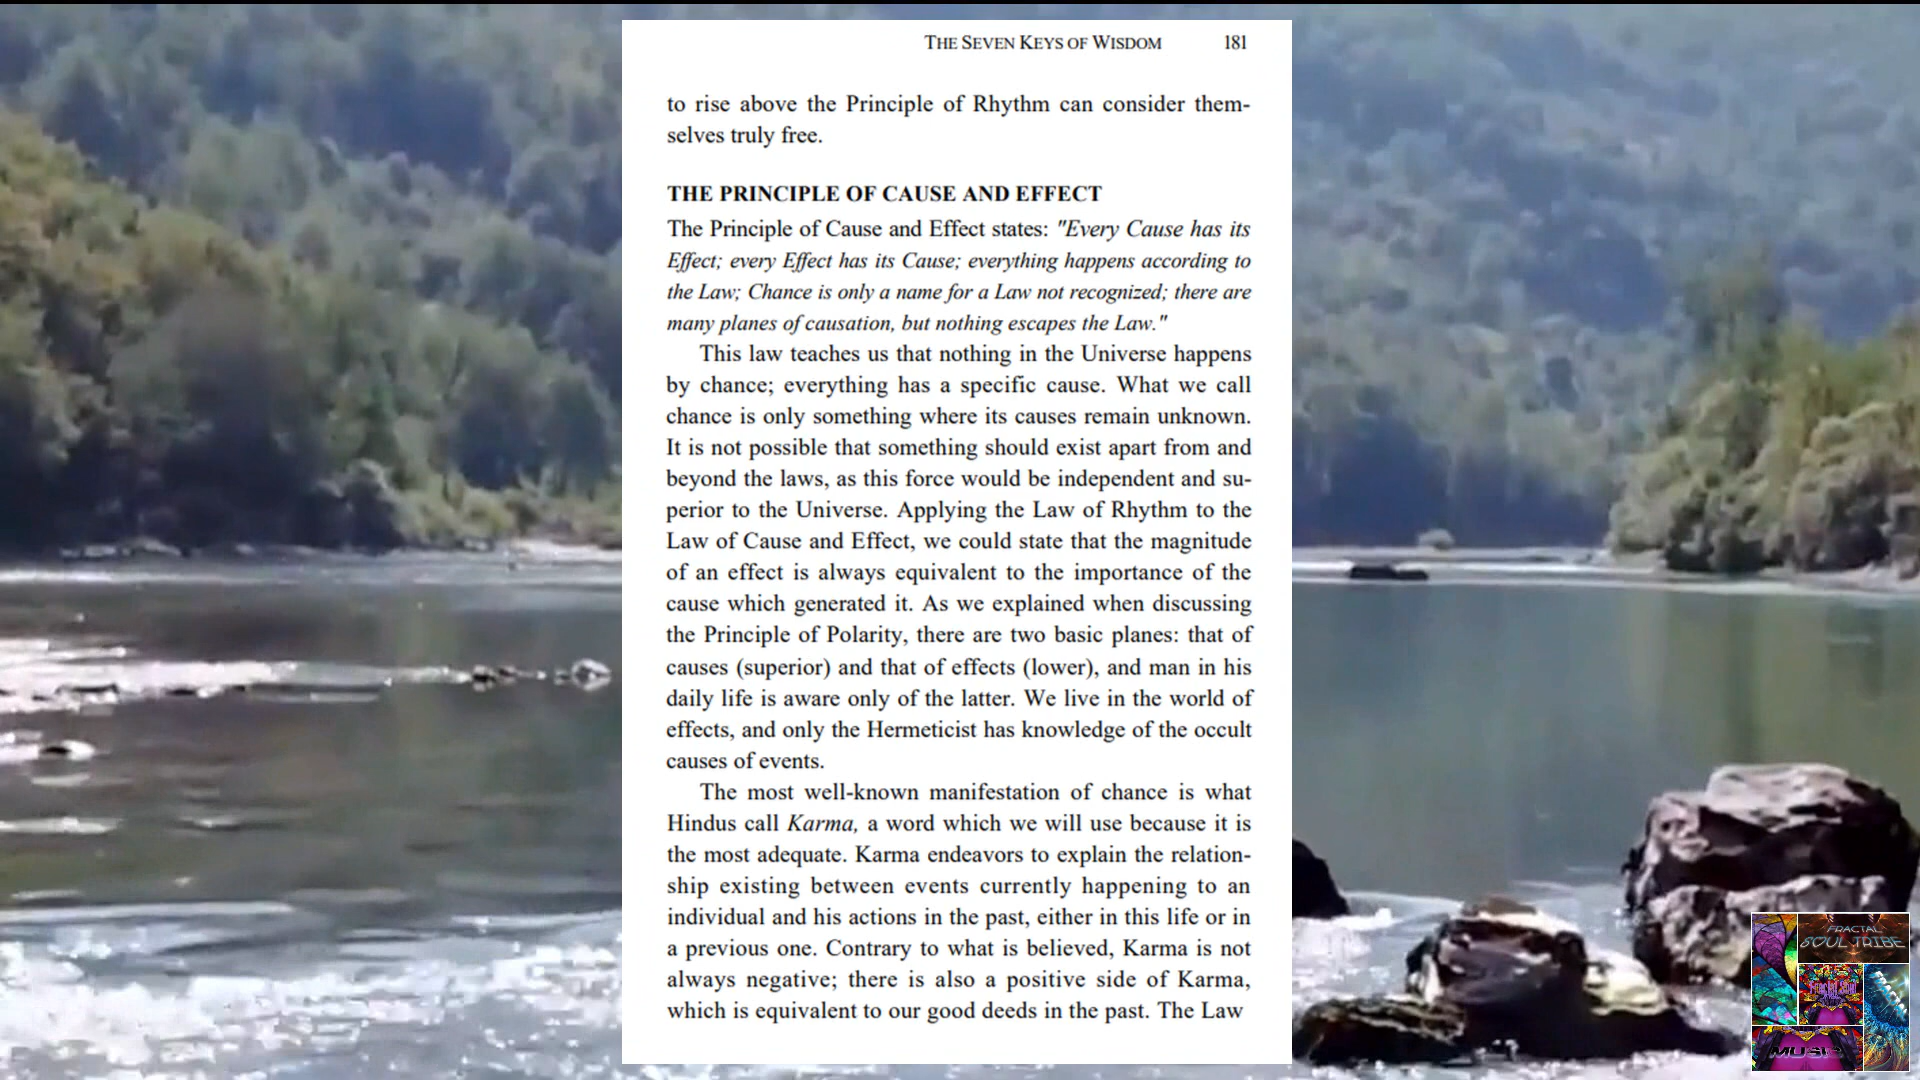 THE SEVEN KEYS OF WISDOM 181
to rise above the Principle of Rhythm can consider them-
selves truly free.
THE PRINCIPLE OF CAUSE AND EFFECT
The Principle of Cause and Effect states: "Every Cause has its
Effect; every Effect has its Cause; everything happens according to
the Law; Chance is only a name for a Law not recognized; there are
many planes of causation, but nothing escapes the Law."
This law teaches us that nothing in the Universe happens
by chance; everything has a specific cause. What we call
chance is only something where its causes remain unknown.
It is not possible that something should exist apart from and
beyond the laws, as this force would be independent and su-
perior to the Universe. Applying the Law of Rhythm to the
Law of Cause and Effect, we could state that the magnitude
of an effect is always equivalent to the importance of the
cause which generated it. As we explained when discussing
the Principle of Polarity, there are two basic planes: that of
causes (superior) and that of effects (lower), and man in his
daily life is aware only of the latter. We live in the world of
effects, and only the Hermeticist has knowledge of the occult
causes of events.
The most well-known manifestation of chance is what
Hindus call Karma, a word which we will use because it is
the most adequate. Karma endeavors to explain the relation-
ship existing between events currently happening to an
individual and his actions in the past, either in this life or in
a previous one. Contrary to what is believed, Karma is not
always negative; there is also a positive side of Karma,
which is equivalent to our good deeds in the past. The Law
FRACTAL
SOUL TRIBE
Fractal Soul
MUSIC